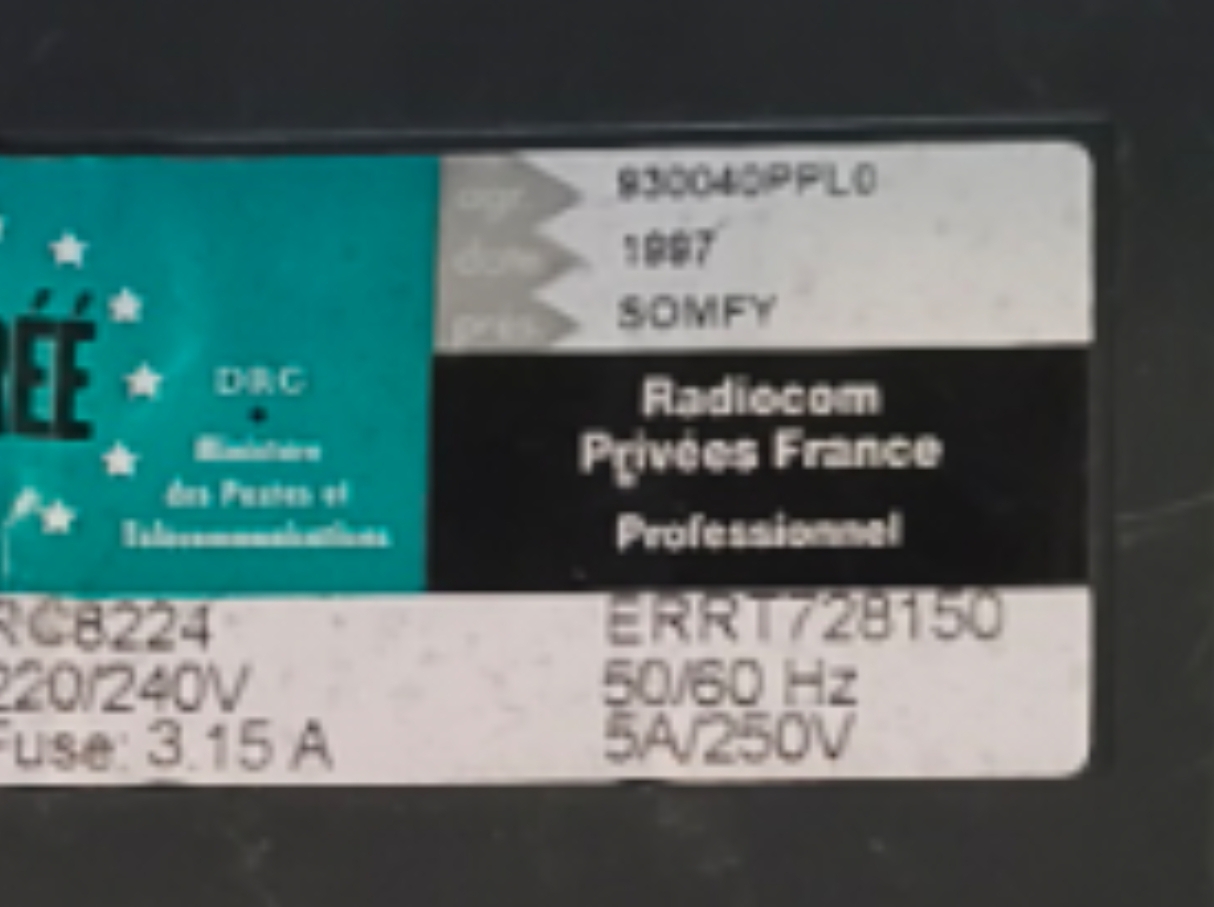 930040PPL0
1997
SOMFY
RÉÉ
DRC
Ministère
des Postes et
Télécommunications
Radiocom
Privées France
Professionnel
RC8224
ERRT728150
220/240V
50/60 Hz
Fuse: 3.15 A
5A/250V